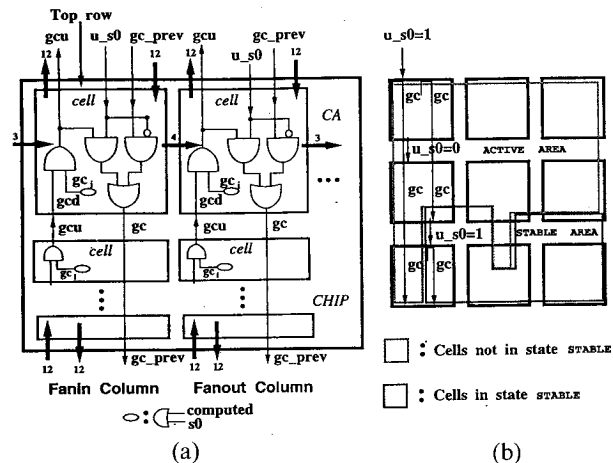 Top row
gcu u_s0 gc_prev gcu gc_prev
u_s0
12 12 12 12
cell cell CA
3 4 3
gc i gc i
gcd gcd
gcu gc gcu gc
cell cell
gc i gc i
CHIP
12 12 gc_prev 12 12 gc_prev
Fanin Column Fanout Column
: computed
s0
(a)
u_s0=1
gc gc
u_s0=0 ACTIVE AREA
gc gc
u_s0=1 STABLE AREA
gc gc
: Cells not in state STABLE
: Cells in state STABLE
(b)